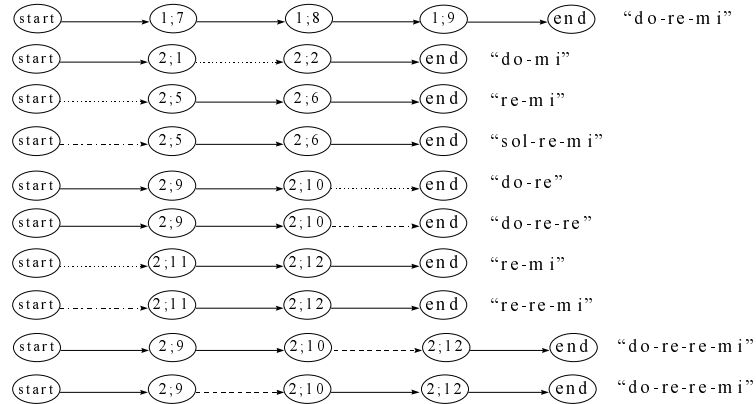 start 1;7 1;8 1;9 end “do-re-mi”
start 2;1 2;2 end “do-mi”
start 2;5 2;6 end “re-mi”
start 2;5 2;6 end “sol-re-mi”
start 2;9 2;10 end “do-re”
start 2;9 2;10 end “do-re-re”
start 2;11 2;12 end “re-mi”
start 2;11 2;12 end “re-re-mi”
start 2;9 2;10 2;12 end “do-re-re-mi”
start 2;9 2;10 2;12 end “do-re-re-mi”